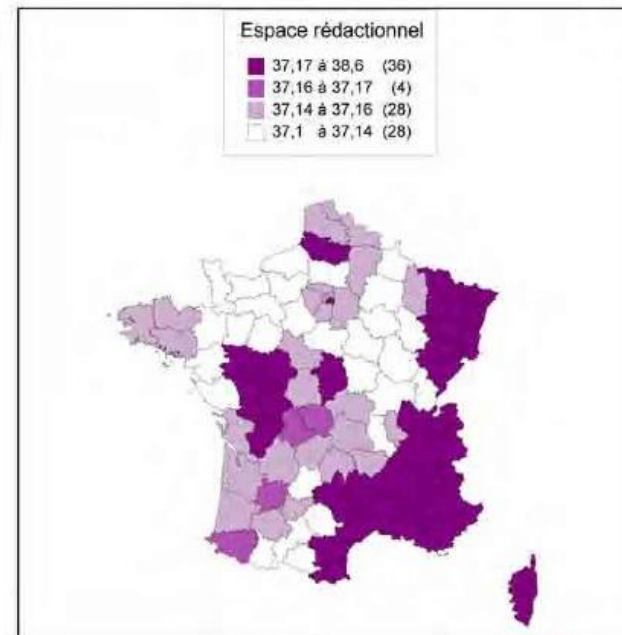 Espace rédactionnel
37,17 à 38,6 (36)
37,16 à 37,17 (4)
37,14 à 37,16 (28)
37,1 à 37,14 (28)